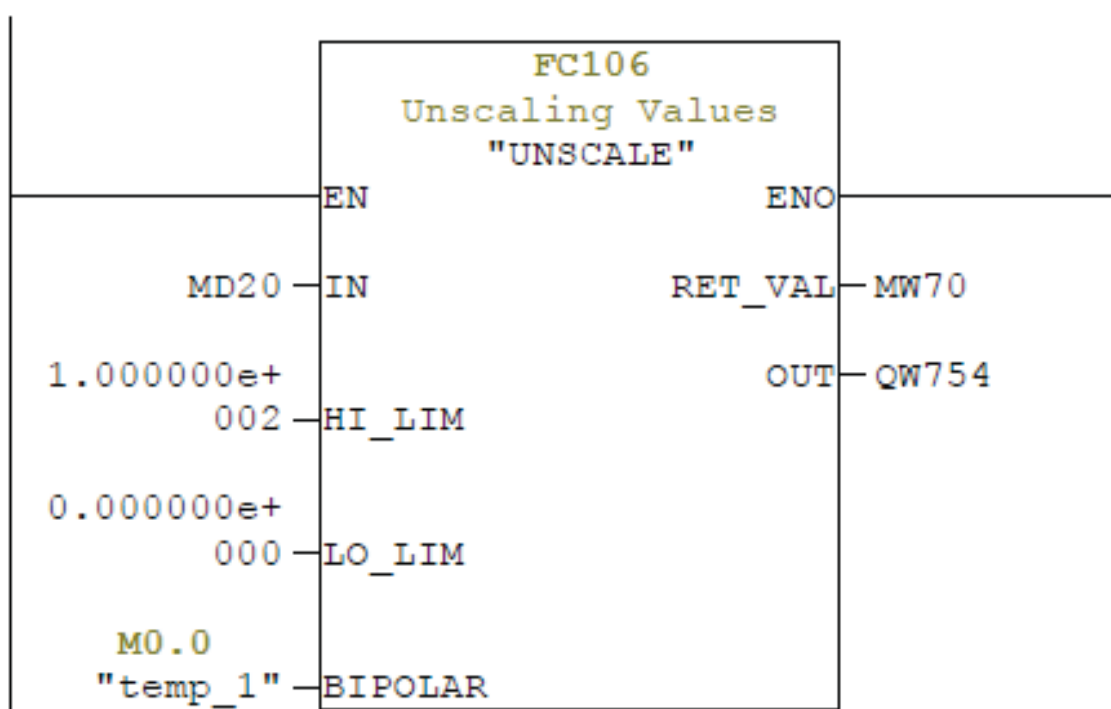 FC106
Unscaling Values
"UNSCALE"
EN ENO
MD20 IN RET_VAL MW70
1.000000e+ OUT QW754
002 HI_LIM
0.000000e+
000 LO_LIM
M0.0
"temp_1" BIPOLAR